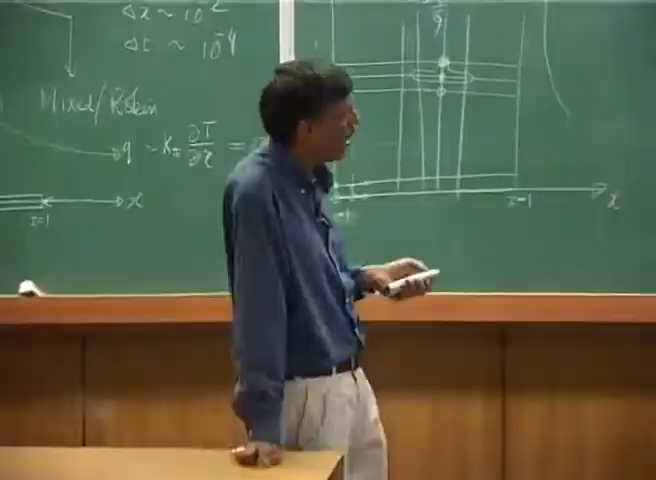 Δx ~ 10⁻²
Δt ~ 10⁻⁴
Mixed/Robin
q ~ K ∂T/∂x =
x
x=1
x=1
x